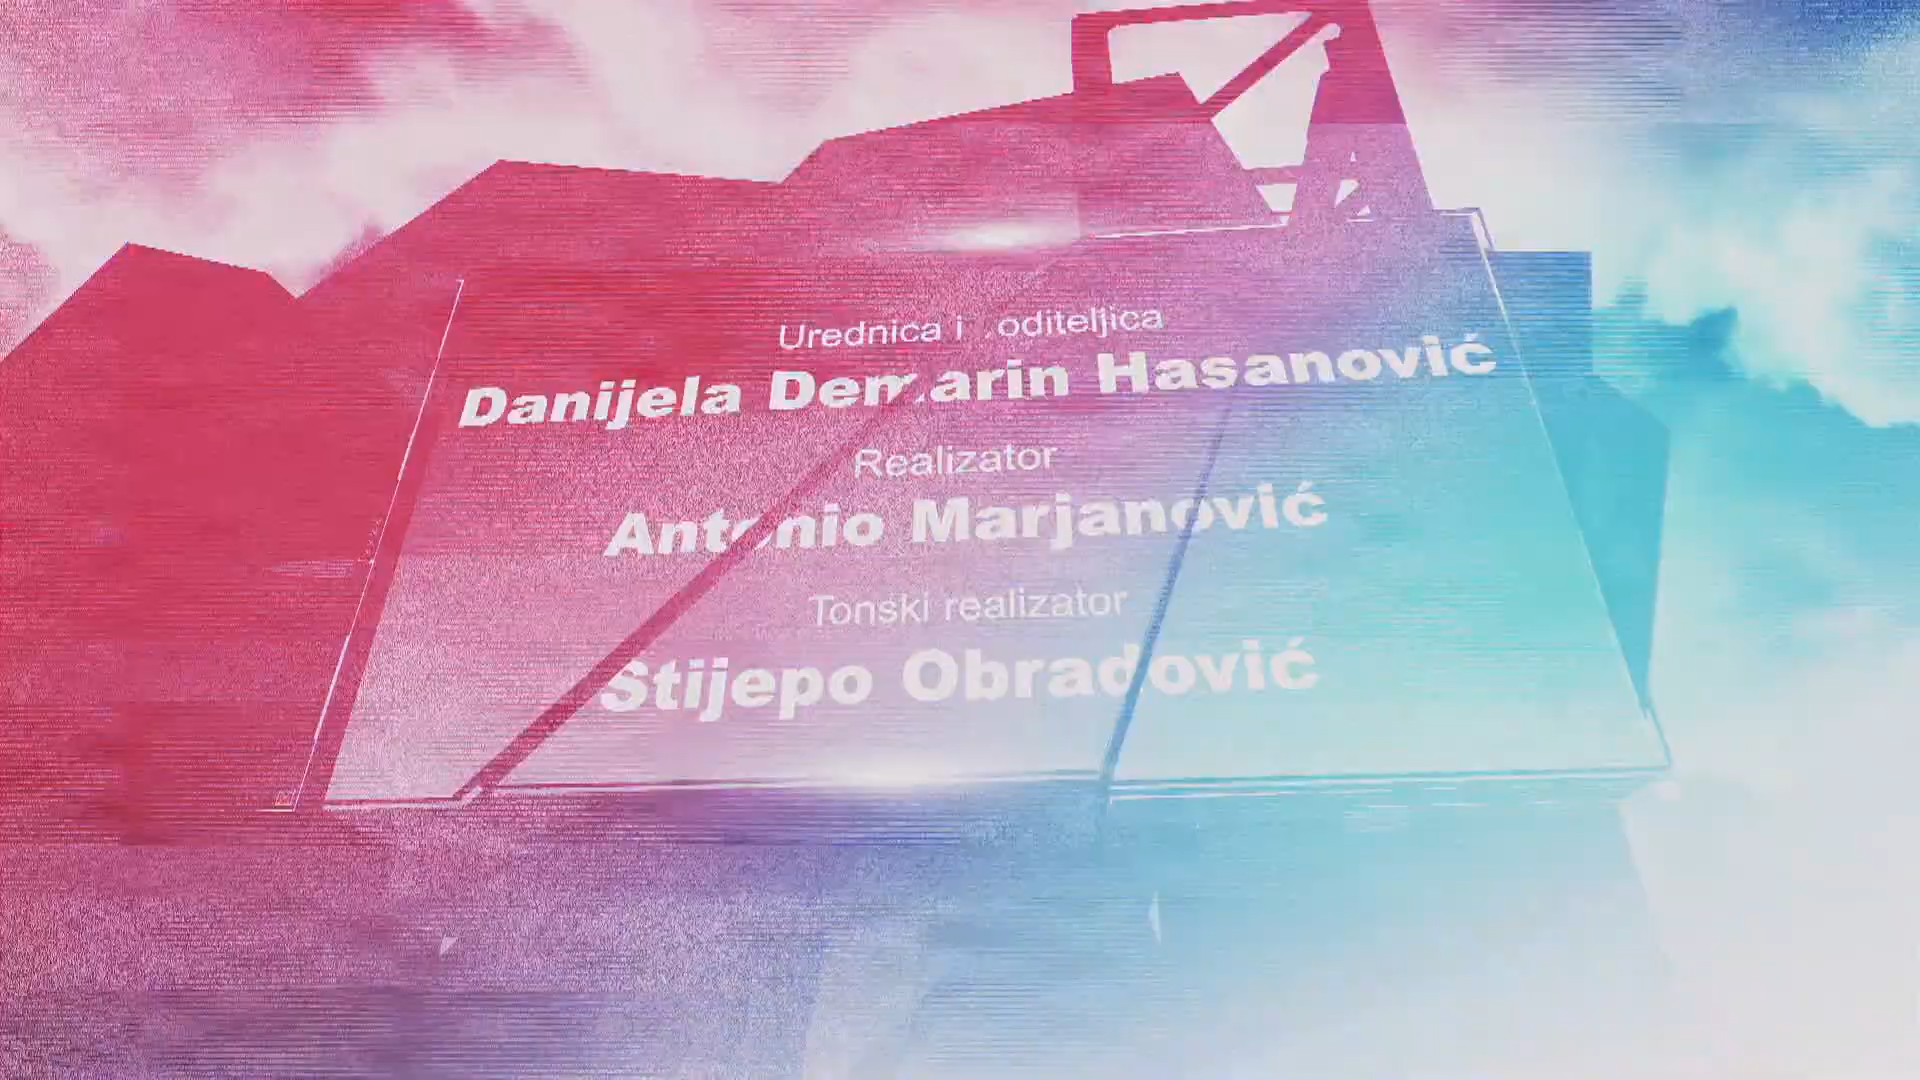 Urednica i voditeljica
Danijela Demarin Hasanović
Realizator
Antonio Marjanović
Tonski realizator
Stijepo Obradović